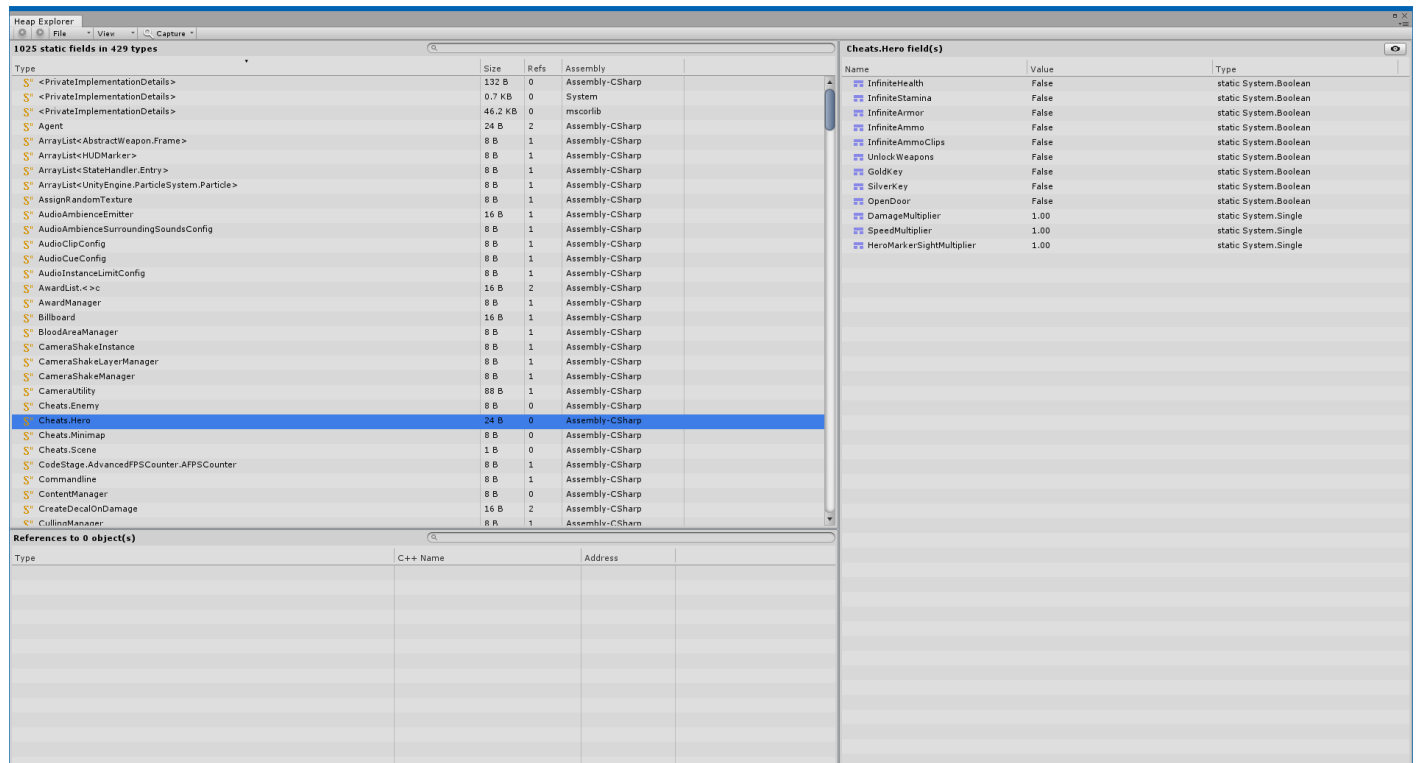 Heap Explorer
File View Capture
1025 static fields in 429 types
Type Size Refs Assembly
<PrivateImplementationDetails> 132 B 0 Assembly-CSharp
<PrivateImplementationDetails> 0.7 KB 0 System
<PrivateImplementationDetails> 46.2 KB 0 mscorlib
Agent 24 B 2 Assembly-CSharp
ArrayList<AbstractWeapon.Frame> 8 B 1 Assembly-CSharp
ArrayList<HUDMarker> 8 B 1 Assembly-CSharp
ArrayList<StateHandler.Entry> 8 B 1 Assembly-CSharp
ArrayList<UnityEngine.ParticleSystem.Particle> 8 B 1 Assembly-CSharp
AssignRandomTexture 8 B 1 Assembly-CSharp
AudioAmbienceEmitter 16 B 1 Assembly-CSharp
AudioAmbienceSurroundingSoundsConfig 8 B 1 Assembly-CSharp
AudioClipConfig 8 B 1 Assembly-CSharp
AudioCueConfig 8 B 1 Assembly-CSharp
AudioInstanceLimitConfig 8 B 1 Assembly-CSharp
AwardList.<>c 16 B 2 Assembly-CSharp
AwardManager 8 B 1 Assembly-CSharp
Billboard 16 B 1 Assembly-CSharp
BloodAreaManager 8 B 1 Assembly-CSharp
CameraShakeInstance 8 B 1 Assembly-CSharp
CameraShakeLayerManager 8 B 1 Assembly-CSharp
CameraShakeManager 8 B 1 Assembly-CSharp
CameraUtility 88 B 1 Assembly-CSharp
Cheats.Enemy 8 B 0 Assembly-CSharp
Cheats.Hero 24 B 0 Assembly-CSharp
Cheats.Minimap 8 B 0 Assembly-CSharp
Cheats.Scene 1 B 0 Assembly-CSharp
CodeStage.AdvancedFPSCounter.AFPSCounter 8 B 1 Assembly-CSharp
Commandline 8 B 1 Assembly-CSharp
ContentManager 8 B 0 Assembly-CSharp
CreateDecalOnDamage 16 B 2 Assembly-CSharp
CullingManager 8 B 1 Assembly-CSharp
References to 0 object(s)
Type C++ Name Address
Cheats.Hero field(s)
Name Value Type
InfiniteHealth False static System.Boolean
InfiniteStamina False static System.Boolean
InfiniteArmor False static System.Boolean
InfiniteAmmo False static System.Boolean
InfiniteAmmoClips False static System.Boolean
UnlockWeapons False static System.Boolean
GoldKey False static System.Boolean
SilverKey False static System.Boolean
OpenDoor False static System.Boolean
DamageMultiplier 1.00 static System.Single
SpeedMultiplier 1.00 static System.Single
HeroMarkerSightMultiplier 1.00 static System.Single